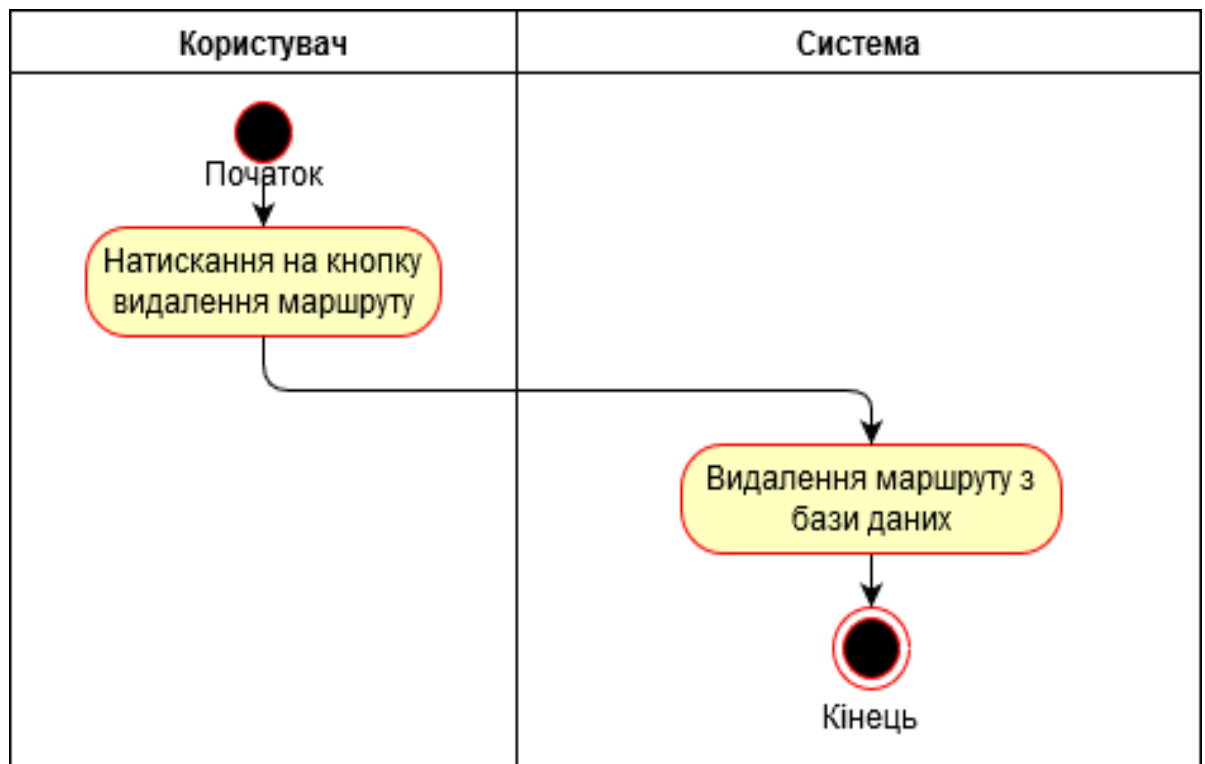 Користувач
Система
Початок
Натискання на кнопку
видалення маршруту
Видалення маршруту з
бази даних
Кінець